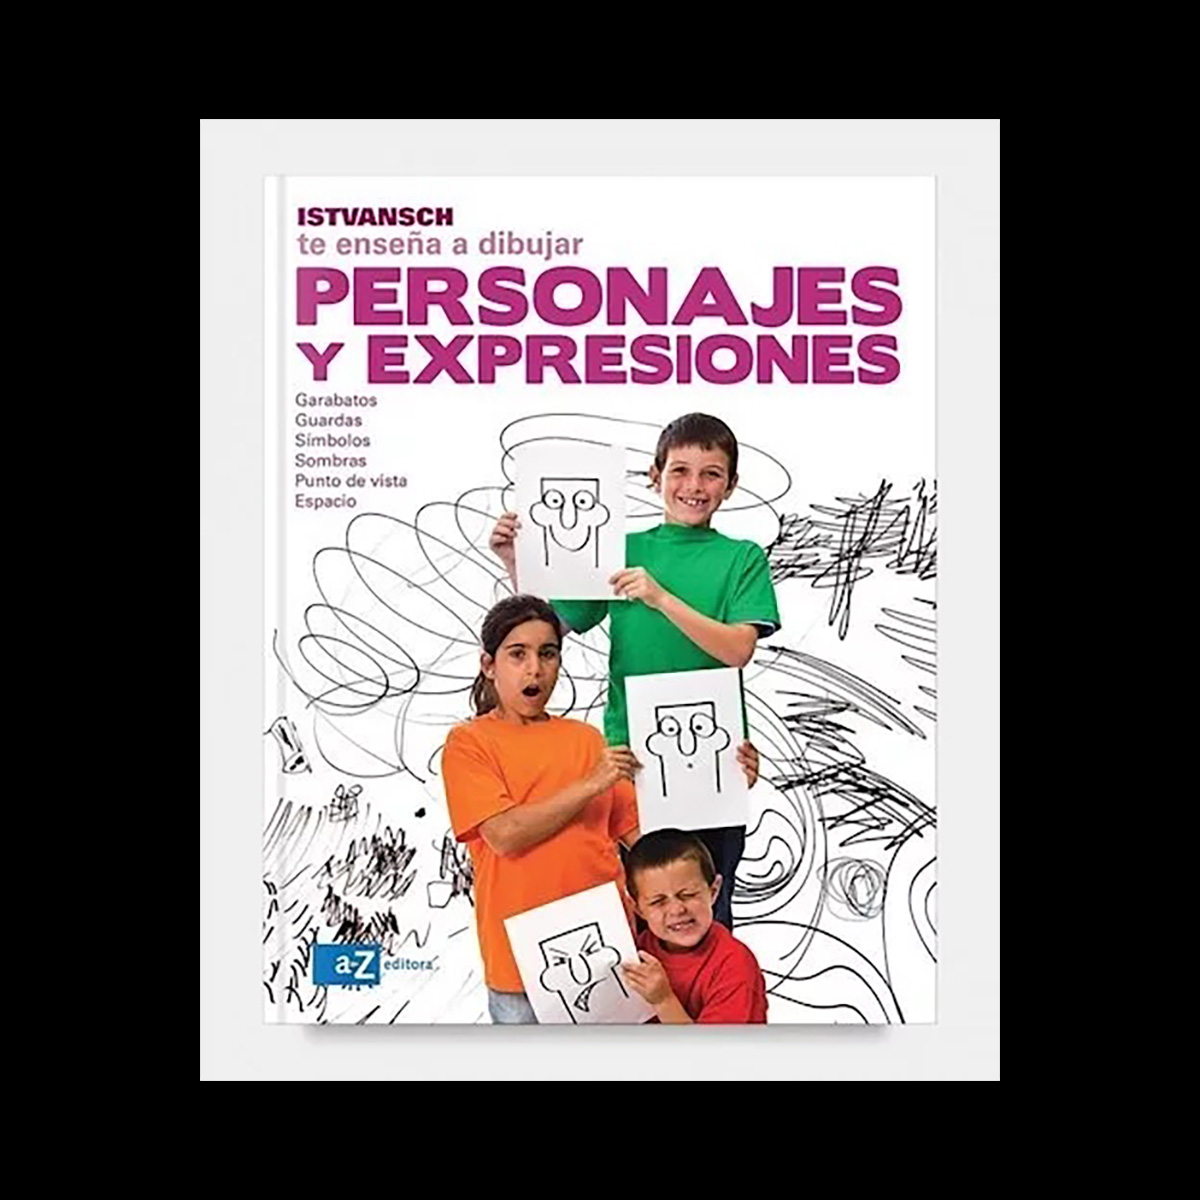 ISTVANSCH
te enseña a dibujar
PERSONAJES
Y EXPRESIONES
Garabatos
Guardas
Símbolos
Sombras
Punto de vista
Espacio
a-Z editora